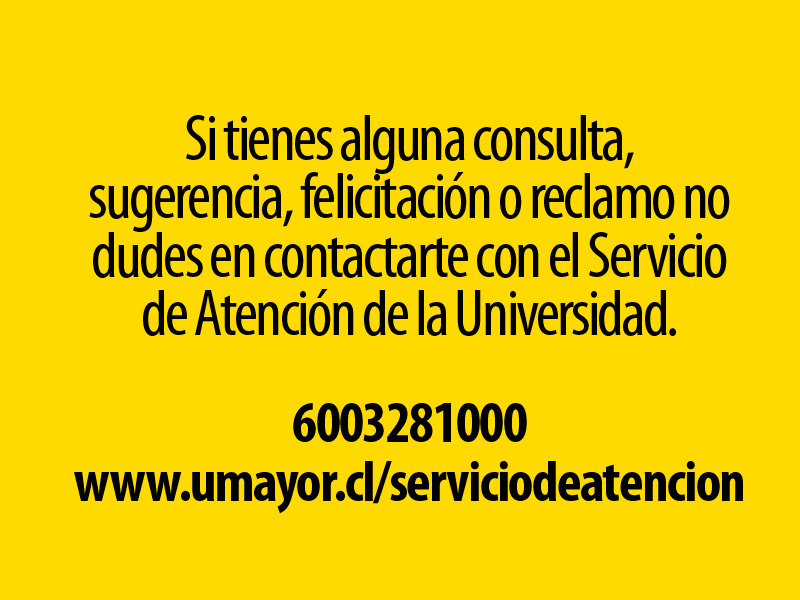 Si tienes alguna consulta,
sugerencia, felicitación o reclamo no
dudes en contactarte con el Servicio
de Atención de la Universidad.
6003281000
www.umayor.cl/serviciodeatencion